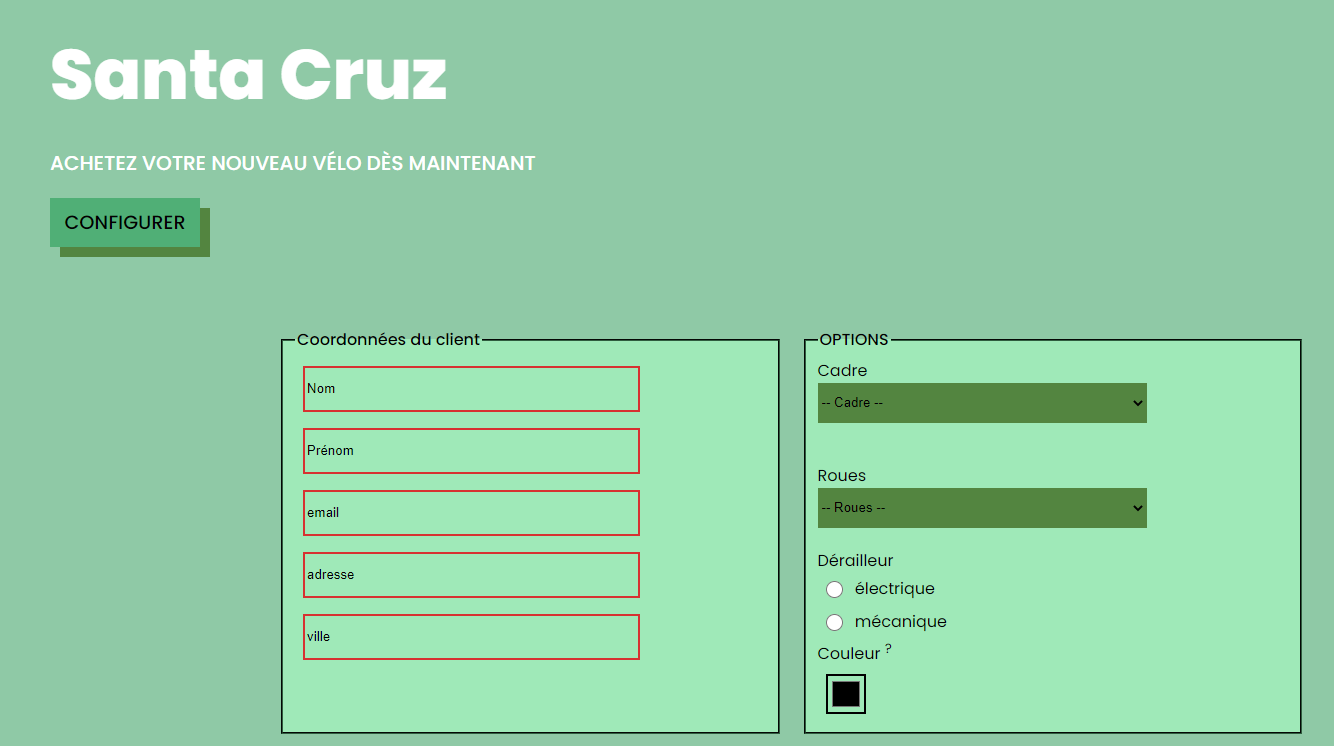 Santa Cruz
ACHETEZ VOTRE NOUVEAU VÉLO DÈS MAINTENANT
CONFIGURER
Coordonnées du client
Nom
Prénom
email
adresse
ville
OPTIONS
Cadre
-- Cadre --
Roues
-- Roues --
Dérailleur
électrique
mécanique
Couleur ?